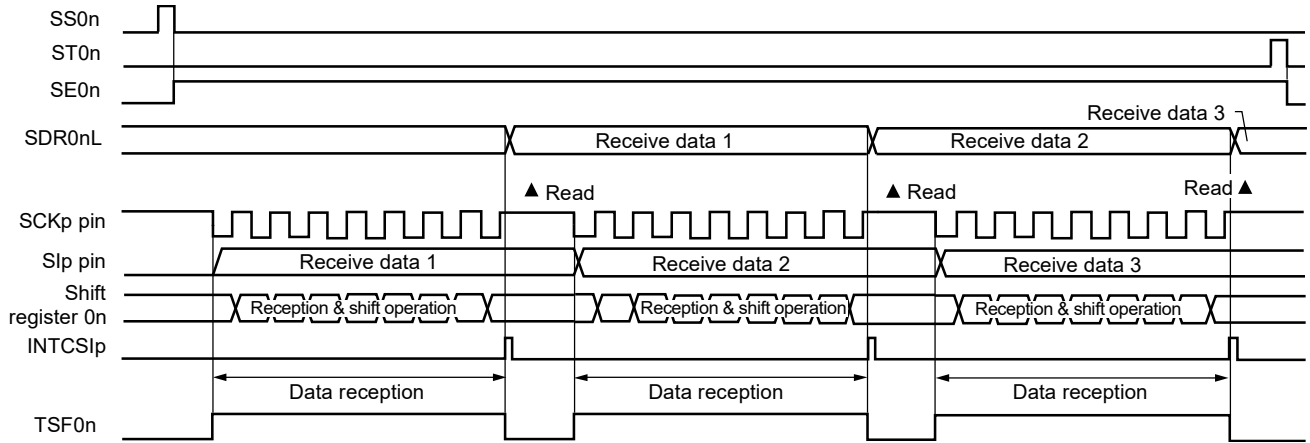 SS0n
ST0n
SE0n
Receive data 3
SDR0nL
Receive data 1
Receive data 2
▲ Read
▲ Read
Read ▲
SCKp pin
SIp pin
Receive data 1
Receive data 2
Receive data 3
Shift
register 0n
Reception & shift operation
Reception & shift operation
Reception & shift operation
INTCSIp
Data reception
Data reception
Data reception
TSF0n